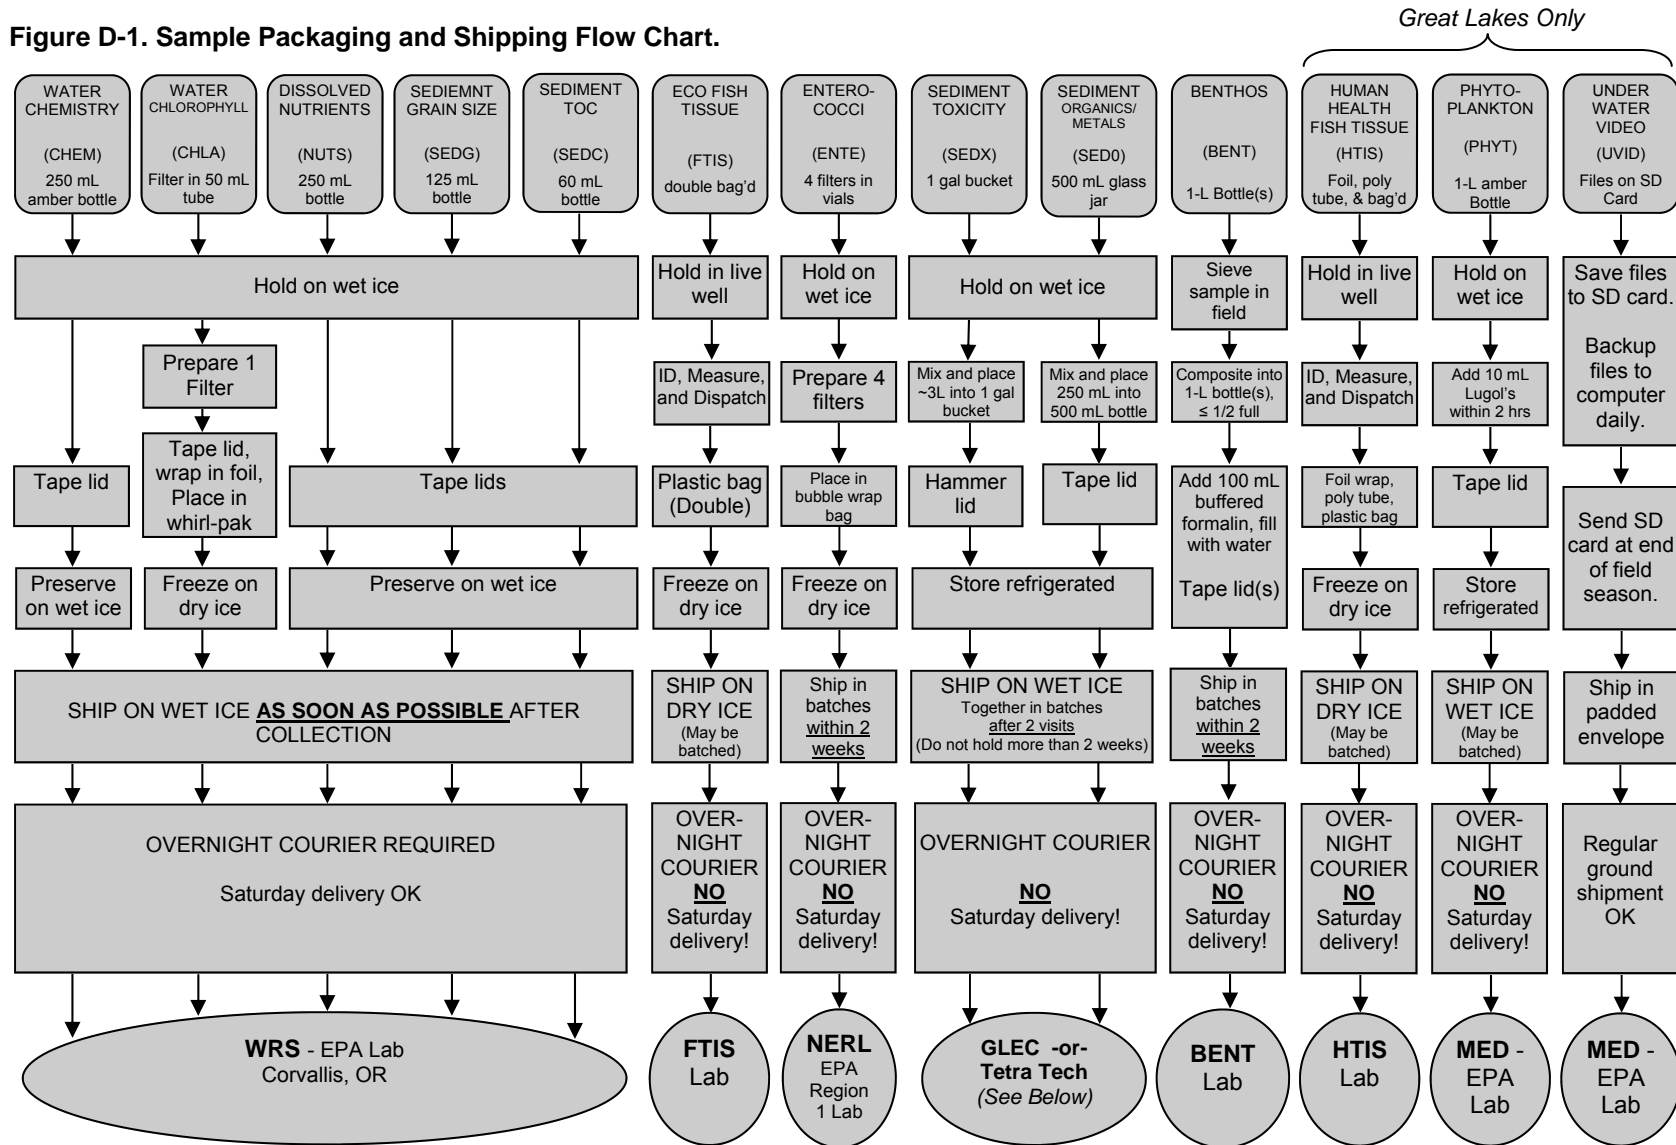 Great Lakes Only
Figure D-1. Sample Packaging and Shipping Flow Chart.
WATER
CHEMISTRY
(CHEM)
250 mL
amber bottle
WATER
CHLOROPHYLL
(CHLA)
Filter in 50 mL
tube
DISSOLVED
NUTRIENTS
(NUTS)
250 mL
bottle
SEDIEMNT
GRAIN SIZE
(SEDG)
125 mL
bottle
SEDIMENT
TOC
(SEDC)
60 mL
bottle
ECO FISH
TISSUE
(FTIS)
double bag'd
ENTERO-
COCCI
(ENTE)
4 filters in
vials
SEDIMENT
TOXICITY
(SEDX)
1 gal bucket
SEDIMENT
ORGANICS/
METALS
(SED0)
500 mL glass
jar
BENTHOS
(BENT)
1-L Bottle(s)
HUMAN
HEALTH
FISH TISSUE
(HTIS)
Foil, poly
tube, & bag'd
PHYTO-
PLANKTON
(PHYT)
1-L amber
Bottle
UNDER
WATER
VIDEO
(UVID)
Files on SD
Card
Hold on wet ice
Hold in live
well
Hold on
wet ice
Hold on wet ice
Sieve
sample in
field
Hold in live
well
Hold on
wet ice
Save files
to SD card.
Backup
files to
computer
daily.
Prepare 1
Filter
ID, Measure,
and Dispatch
Prepare 4
filters
Mix and place
~3L into 1 gal
bucket
Mix and place
250 mL into
500 mL bottle
Composite into
1-L bottle(s),
≤ 1/2 full
ID, Measure,
and Dispatch
Add 10 mL
Lugol's
within 2 hrs
Tape lid
Tape lid,
wrap in foil,
Place in
whirl-pak
Tape lids
Plastic bag
(Double)
Place in
bubble wrap
bag
Hammer
lid
Tape lid
Add 100 mL
buffered
formalin, fill
with water
Tape lid(s)
Foil wrap,
poly tube,
plastic bag
Tape lid
Send SD
card at end
of field
season.
Preserve
on wet ice
Freeze on
dry ice
Preserve on wet ice
Freeze on
dry ice
Freeze on
dry ice
Store refrigerated
Freeze on
dry ice
Store
refrigerated
SHIP ON WET ICE AS SOON AS POSSIBLE AFTER
COLLECTION
SHIP ON
DRY ICE
(May be
batched)
Ship in
batches
within 2
weeks
SHIP ON WET ICE
Together in batches
after 2 visits
(Do not hold more than 2 weeks)
Ship in
batches
within 2
weeks
SHIP ON
DRY ICE
(May be
batched)
SHIP ON
WET ICE
(May be
batched)
Ship in
padded
envelope
OVERNIGHT COURIER REQUIRED
Saturday delivery OK
OVER-
NIGHT
COURIER
NO
Saturday
delivery!
OVER-
NIGHT
COURIER
NO
Saturday
delivery!
OVERNIGHT COURIER
NO
Saturday delivery!
OVER-
NIGHT
COURIER
NO
Saturday
delivery!
OVER-
NIGHT
COURIER
NO
Saturday
delivery!
OVER-
NIGHT
COURIER
NO
Saturday
delivery!
Regular
ground
shipment
OK
WRS - EPA Lab
Corvallis, OR
FTIS
Lab
NERL
EPA
Region
1 Lab
GLEC -or-
Tetra Tech
(See Below)
BENT
Lab
HTIS
Lab
MED -
EPA
Lab
MED -
EPA
Lab